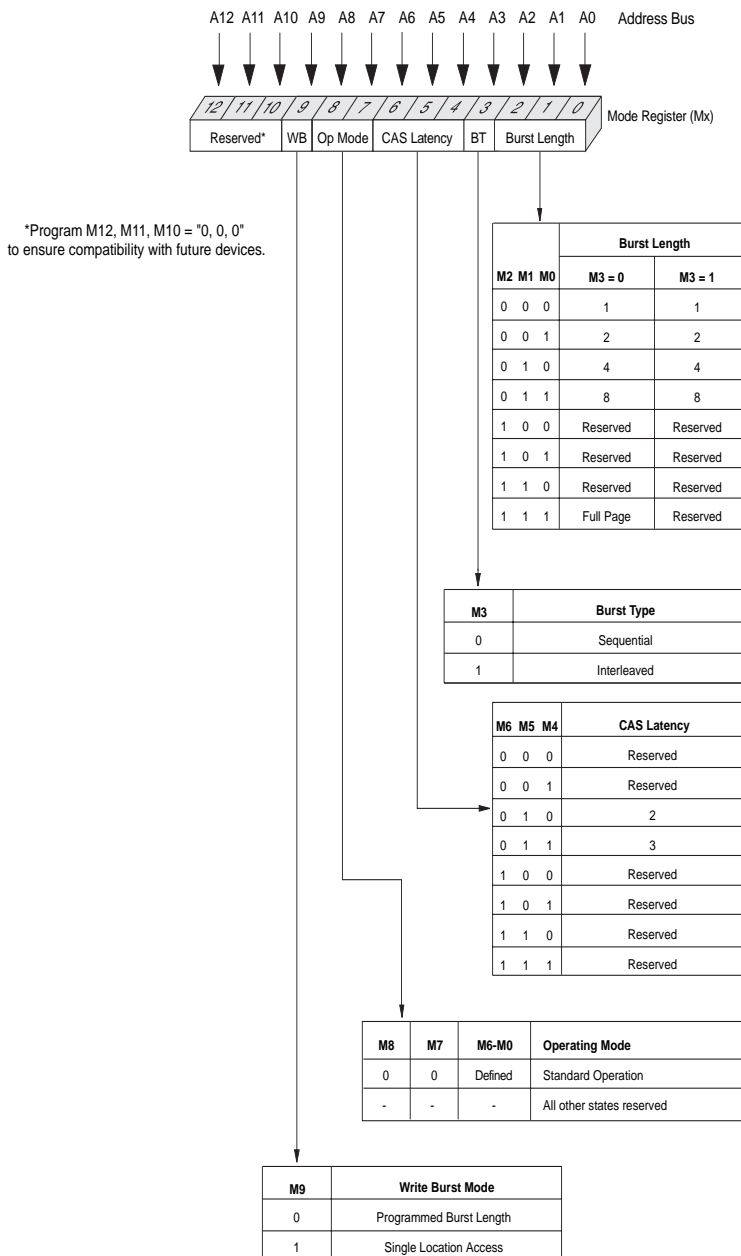 A12 A11 A10 A9 A8 A7 A6 A5 A4 A3 A2 A1 A0 Address Bus
12 11 10 9 8 7 6 5 4 3 2 1 0
Mode Register (Mx)
Reserved* WB Op Mode CAS Latency BT Burst Length
*Program M12, M11, M10 = "0, 0, 0"
to ensure compatibility with future devices.
Burst Length
M2 M1 M0 M3 = 0 M3 = 1
0 0 0 1 1
0 0 1 2 2
0 1 0 4 4
0 1 1 8 8
1 0 0 Reserved Reserved
1 0 1 Reserved Reserved
1 1 0 Reserved Reserved
1 1 1 Full Page Reserved
M3 Burst Type
0 Sequential
1 Interleaved
M6 M5 M4 CAS Latency
0 0 0 Reserved
0 0 1 Reserved
0 1 0 2
0 1 1 3
1 0 0 Reserved
1 0 1 Reserved
1 1 0 Reserved
1 1 1 Reserved
M8 M7 M6-M0 Operating Mode
0 0 Defined Standard Operation
- - - All other states reserved
M9 Write Burst Mode
0 Programmed Burst Length
1 Single Location Access